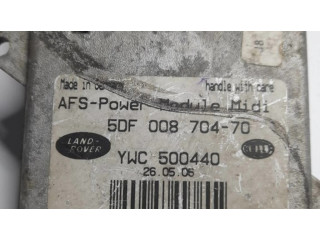 Made in Germany
handle with care
AFS-Power Module Midi
5DF 008 704-70
LAND-
ROVER
YWC 500440
26.05.06